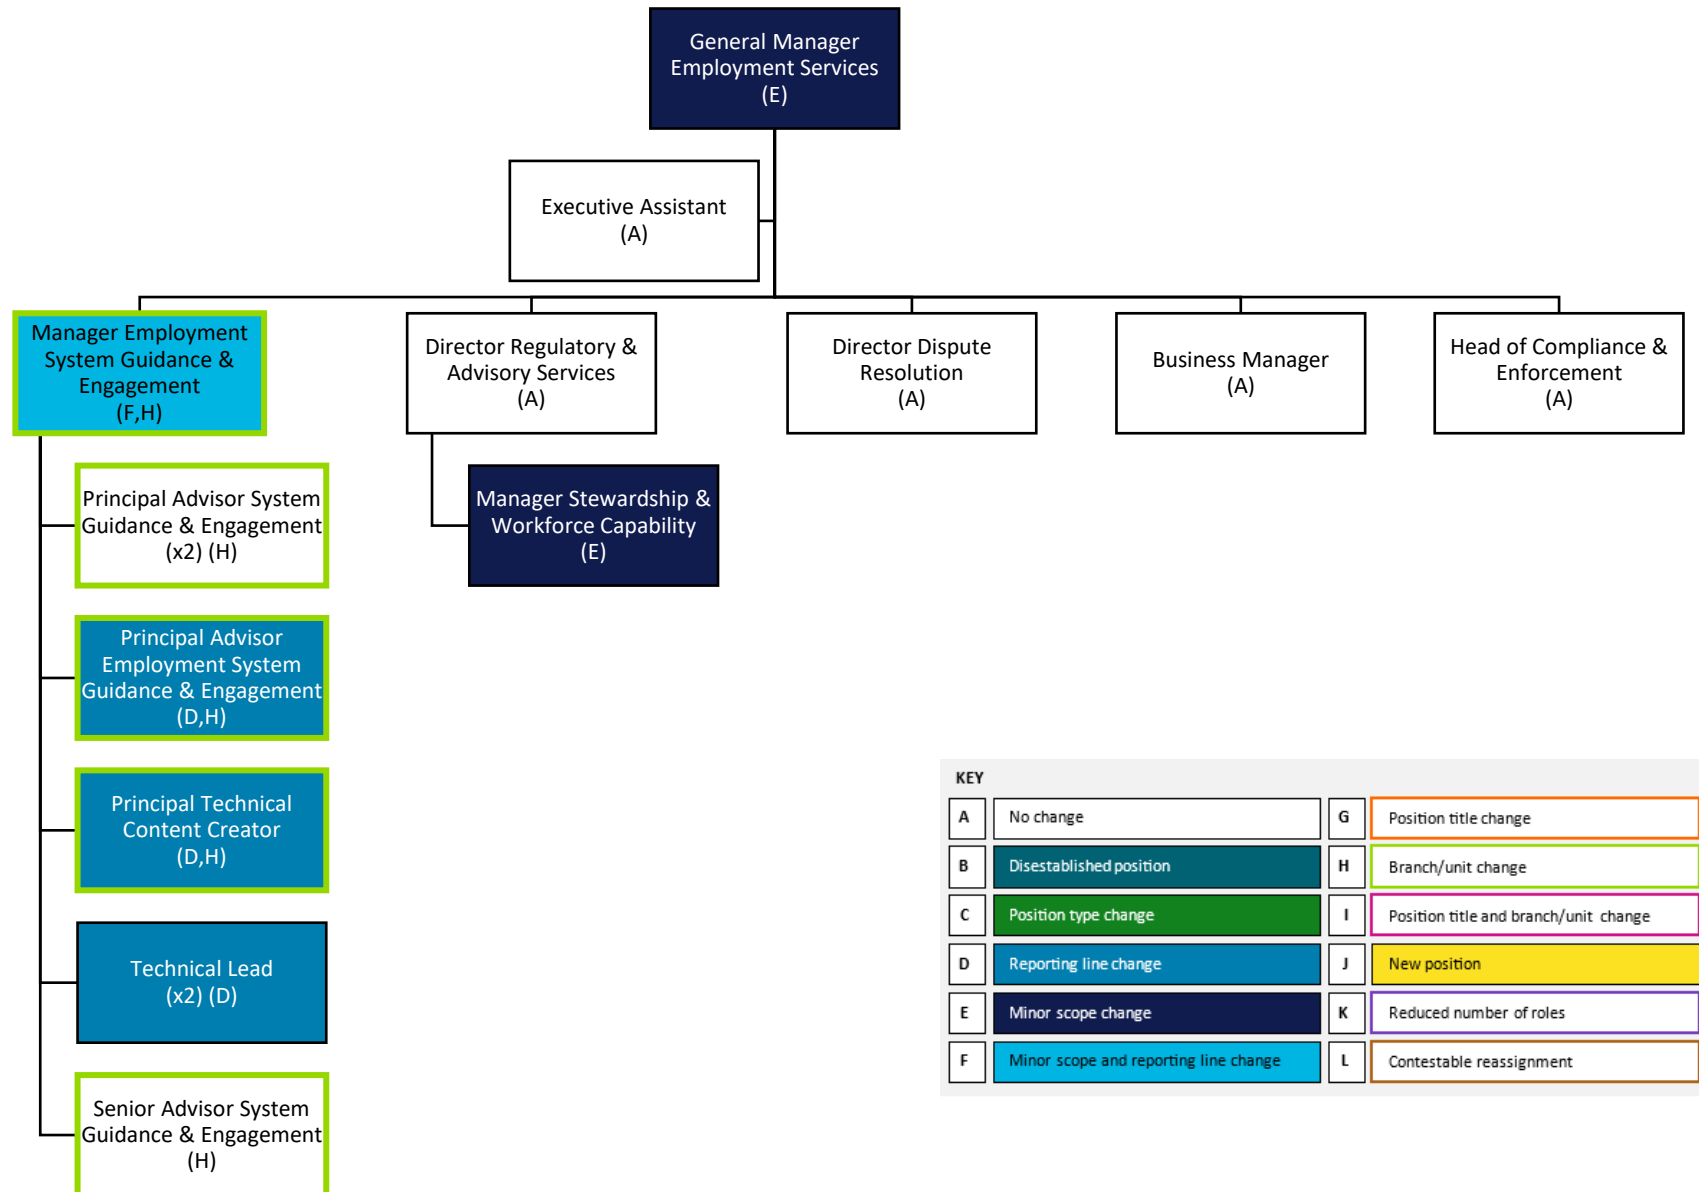 General Manager
Employment Services
(E)
Executive Assistant
(A)
Manager Employment
System Guidance &
Engagement
(F,H)
Director Regulatory &
Advisory Services
(A)
Director Dispute
Resolution
(A)
Business Manager
(A)
Head of Compliance &
Enforcement
(A)
Principal Advisor System
Guidance & Engagement
(x2) (H)
Manager Stewardship &
Workforce Capability
(E)
Principal Advisor
Employment System
Guidance & Engagement
(D,H)
Principal Technical
Content Creator
(D,H)
Technical Lead
(x2) (D)
Senior Advisor System
Guidance & Engagement
(H)
KEY
A No change
B Disestablished position
C Position type change
D Reporting line change
E Minor scope change
F Minor scope and reporting line change
G Position title change
H Branch/unit change
I Position title and branch/unit change
J New position
K Reduced number of roles
L Contestable reassignment